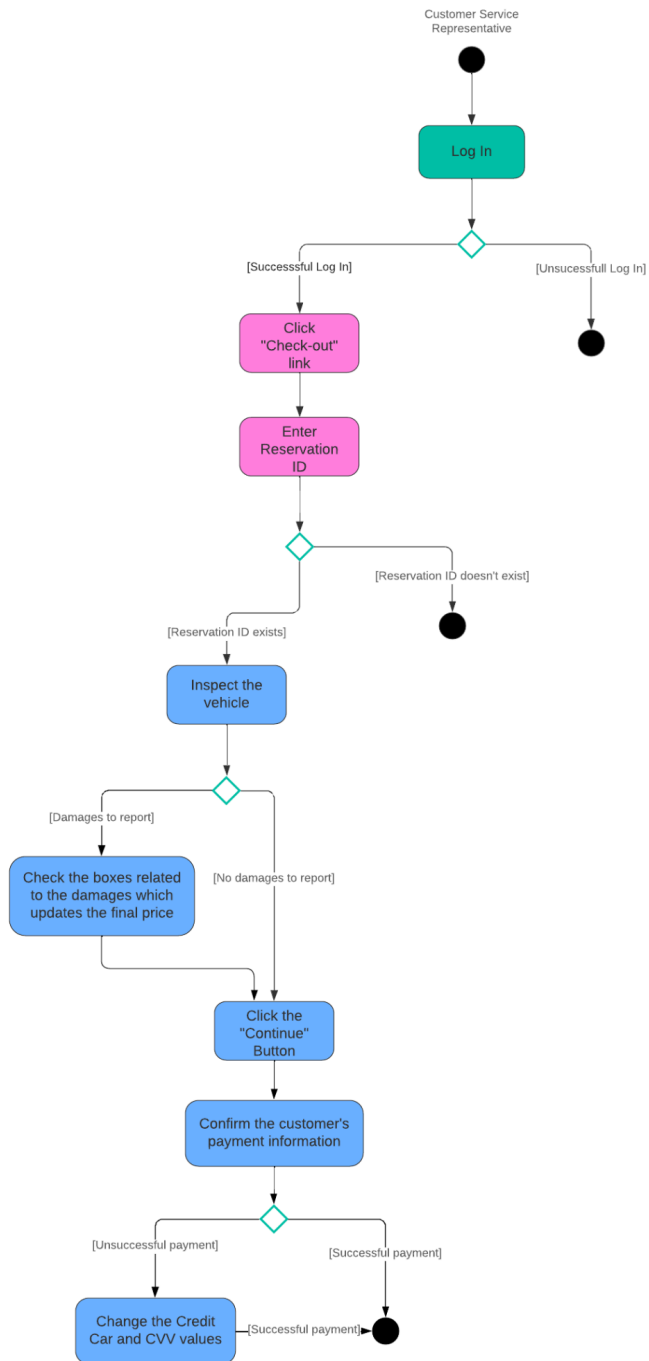 Customer Service
Representative
Log In
[Successsful Log In]
[Unsucessfull Log In]
Click
"Check-out"
link
Enter
Reservation
ID
[Reservation ID doesn't exist]
[Reservation ID exists]
Inspect the
vehicle
[Damages to report]
[No damages to report]
Check the boxes related
to the damages which
updates the final price
Click the
"Continue"
Button
Confirm the customer's
payment information
[Unsuccessful payment]
[Successful payment]
Change the Credit
Car and CVV values
[Successful payment]